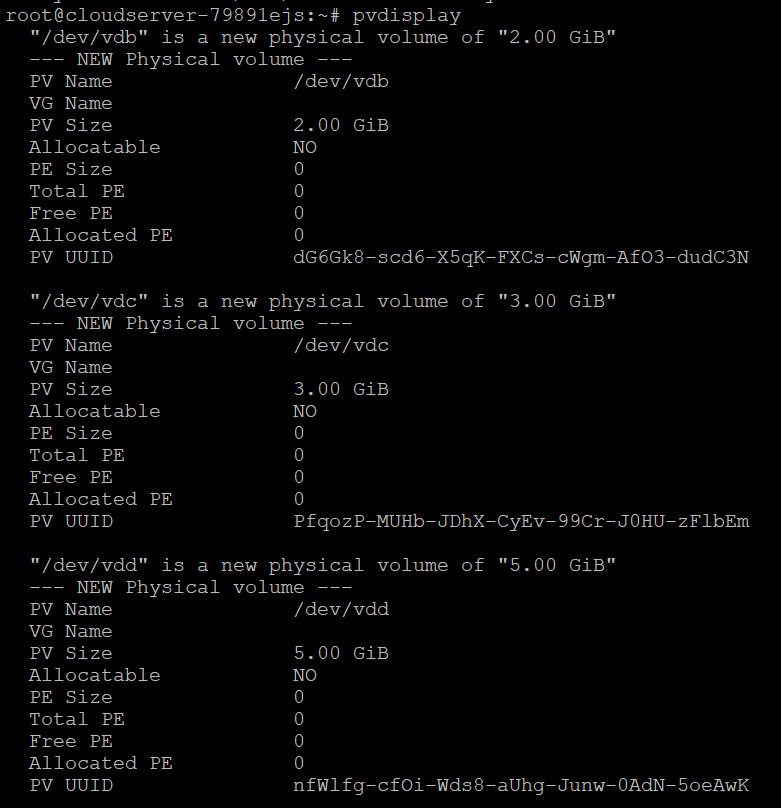 root@cloudserver-79891ejs:~# pvdisplay
  "/dev/vdb" is a new physical volume of "2.00 GiB"
  --- NEW Physical volume ---
  PV Name               /dev/vdb
  VG Name
  PV Size               2.00 GiB
  Allocatable           NO
  PE Size               0
  Total PE              0
  Free PE               0
  Allocated PE          0
  PV UUID               dG6Gk8-scd6-X5qK-FXCs-cWgm-AfO3-dudC3N

  "/dev/vdc" is a new physical volume of "3.00 GiB"
  --- NEW Physical volume ---
  PV Name               /dev/vdc
  VG Name
  PV Size               3.00 GiB
  Allocatable           NO
  PE Size               0
  Total PE              0
  Free PE               0
  Allocated PE          0
  PV UUID               PfqozP-MUHb-JDhX-CyEv-99Cr-J0HU-zFlbEm

  "/dev/vdd" is a new physical volume of "5.00 GiB"
  --- NEW Physical volume ---
  PV Name               /dev/vdd
  VG Name
  PV Size               5.00 GiB
  Allocatable           NO
  PE Size               0
  Total PE              0
  Free PE               0
  Allocated PE          0
  PV UUID               nfWlfg-cfOi-Wds8-aUhg-Junw-0AdN-5oeAwK